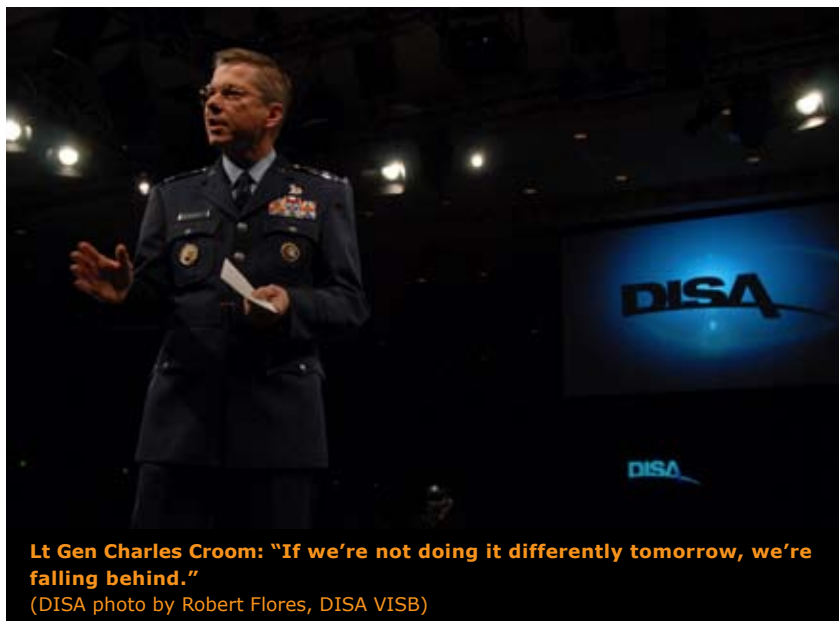 DISA
DISA
Lt Gen Charles Croom: “If we’re not doing it differently tomorrow, we’re
falling behind.”
(DISA photo by Robert Flores, DISA VISB)